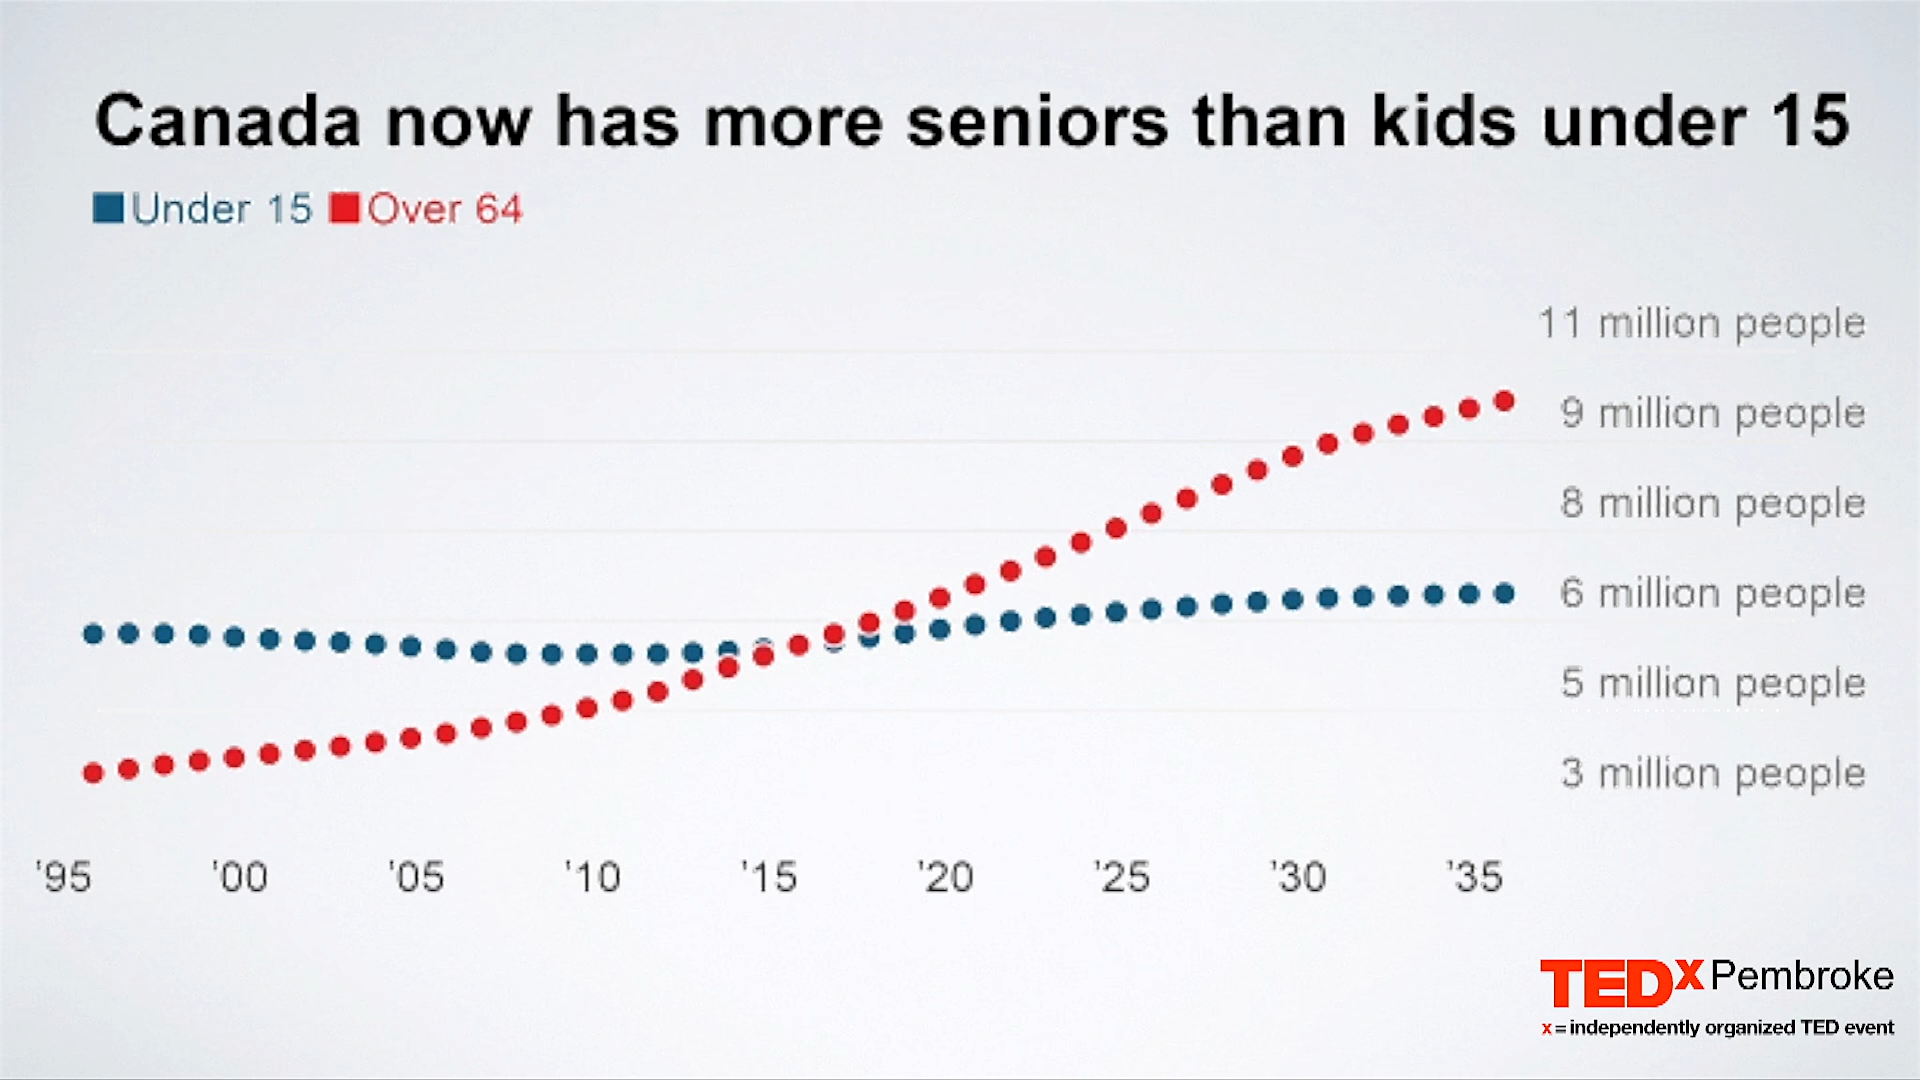 Canada now has more seniors than kids under 15
Under 15 Over 64
11 million people
9 million people
8 million people
6 million people
5 million people
3 million people
'95 '00 '05 '10 '15 '20 '25 '30 '35
TEDx Pembroke
x = independently organized TED event